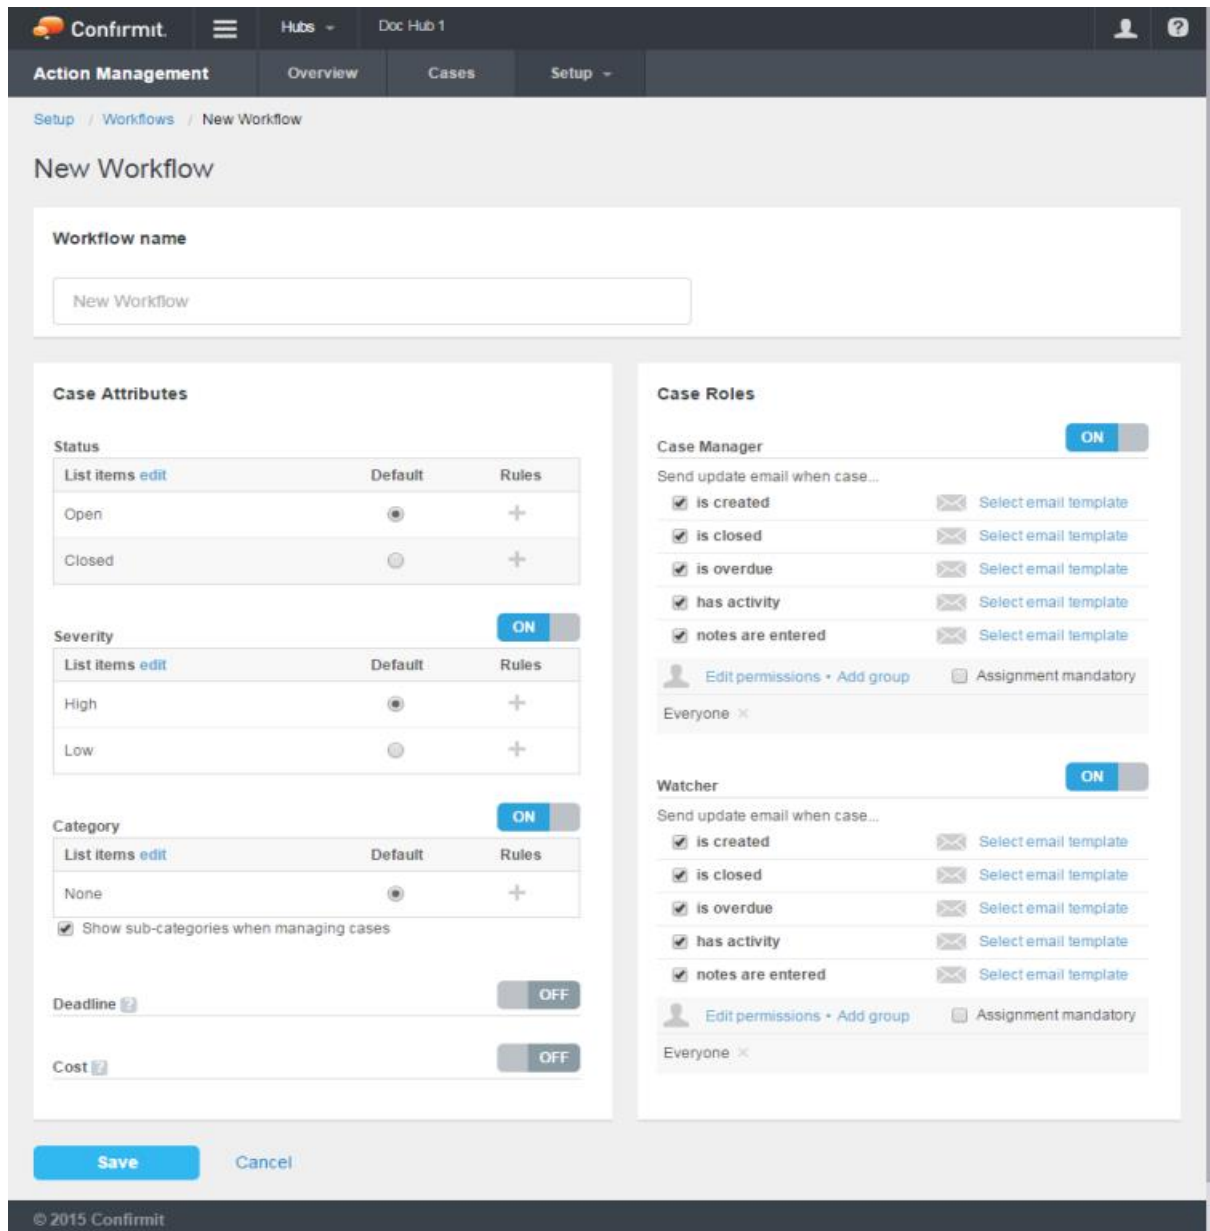 Confirmit. Hubs Doc Hub 1
Action Management Overview Cases Setup
Setup / Workflows / New Workflow
New Workflow
Workflow name
New Workflow
Case Attributes
Status
List items edit Default Rules
Open
Closed
Severity ON
List items edit Default Rules
High
Low
Category ON
List items edit Default Rules
None
Show sub-categories when managing cases
Deadline ? OFF
Cost ? OFF
Case Roles
Case Manager ON
Send update email when case...
is created Select email template
is closed Select email template
is overdue Select email template
has activity Select email template
notes are entered Select email template
Edit permissions • Add group Assignment mandatory
Everyone ×
Watcher ON
Send update email when case...
is created Select email template
is closed Select email template
is overdue Select email template
has activity Select email template
notes are entered Select email template
Edit permissions • Add group Assignment mandatory
Everyone ×
Save Cancel
© 2015 Confirmit